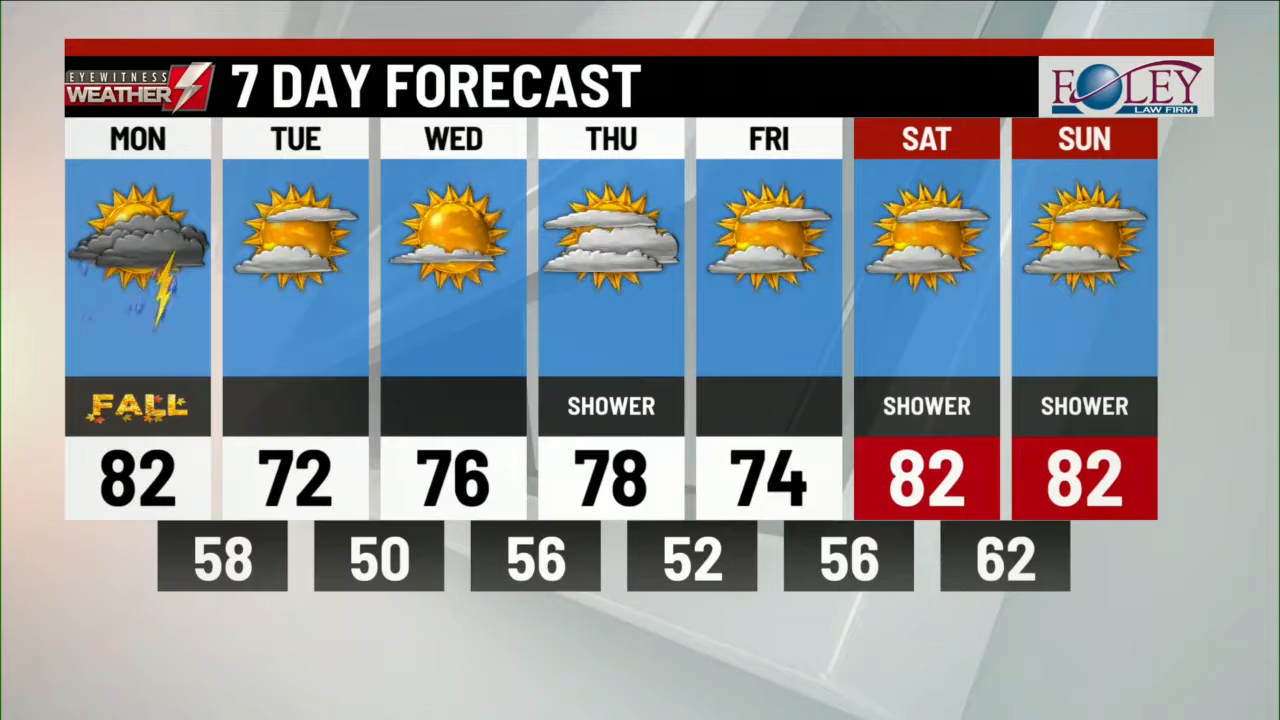 EYEWITNESS
WEATHER
7 DAY FORECAST
FOLEY
LAW FIRM
MON TUE WED THU FRI SAT SUN
FALL SHOWER SHOWER SHOWER
82 72 76 78 74 82 82
58 50 56 52 56 62